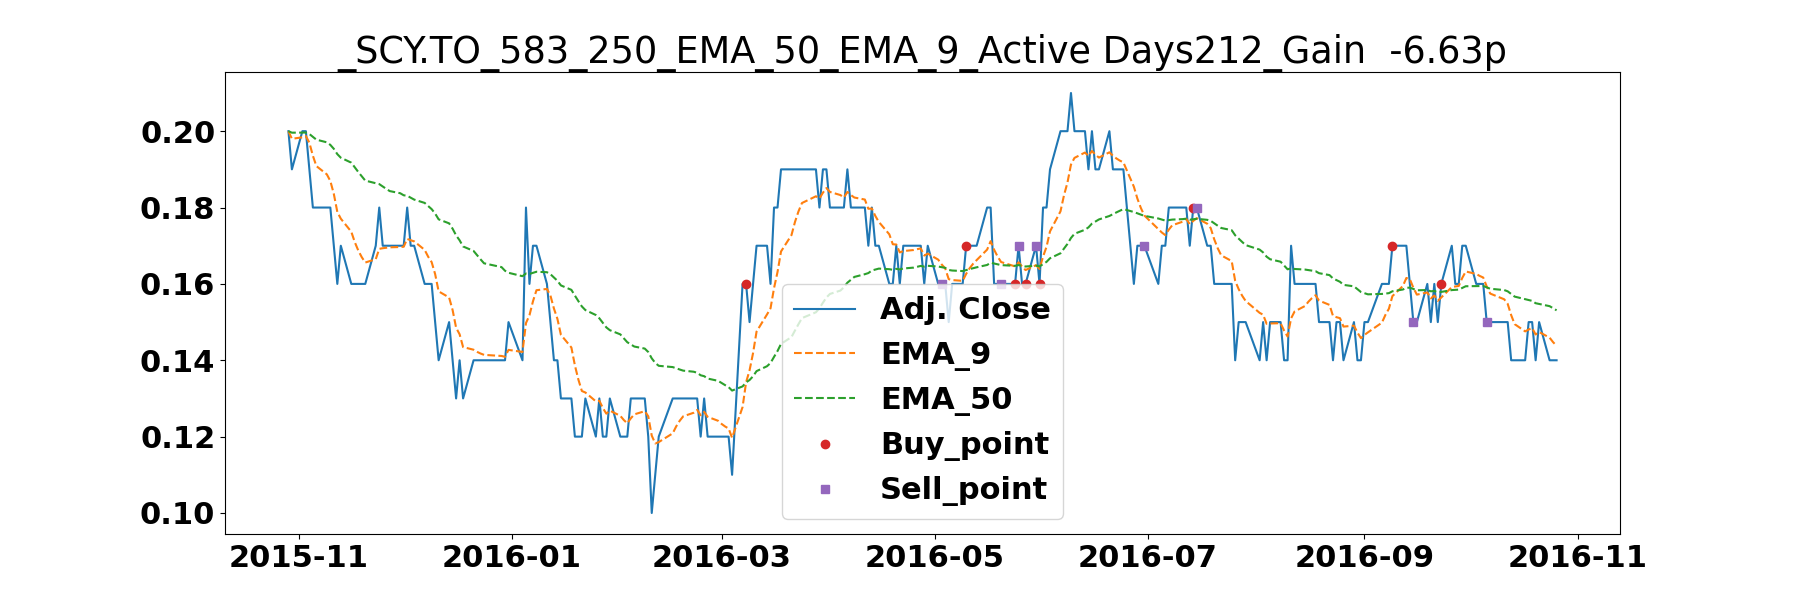 _SCY.TO_583_250_EMA_50_EMA_9_Active Days212_Gain  -6.63p
0.20
0.18
0.16
0.14
0.12
0.10
Adj. Close
EMA_9
EMA_50
Buy_point
Sell_point
2015-11 2016-01 2016-03 2016-05 2016-07 2016-09 2016-11